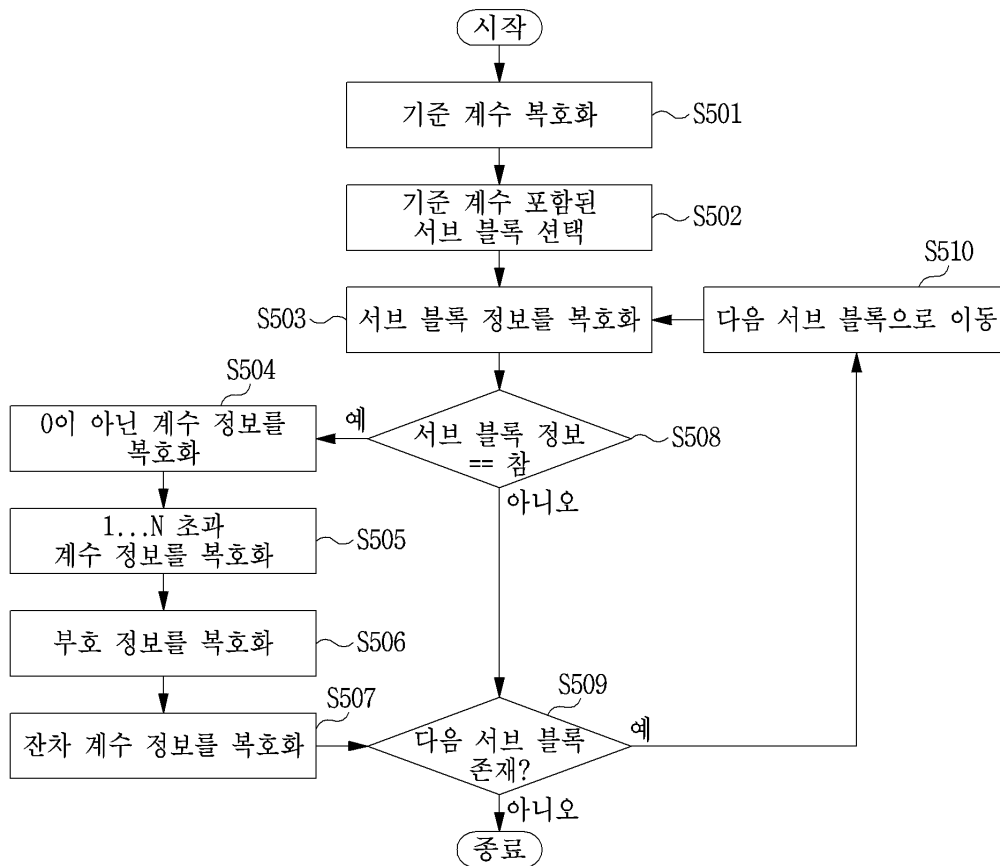 시작
기준 계수 복호화
S501
기준 계수 포함된
서브 블록 선택
S502
S510
S503
서브 블록 정보를 복호화
다음 서브 블록으로 이동
S504
예
0이 아닌 계수 정보를
복호화
서브 블록 정보
== 참
S508
아니오
1...N 초과
계수 정보를 복호화
S505
부호 정보를 복호화
S506
S507
S509
잔차 계수 정보를 복호화
다음 서브 블록
존재?
예
아니오
종료